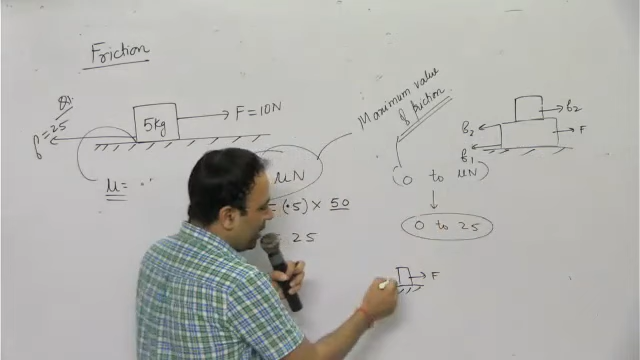 Friction
f = 25
5kg
F = 10N
μ = ·
μN
= (·5) × 50
25
Maximum value
of friction
(0 to μN)
0 to 25
f2
f2
F
f1
F